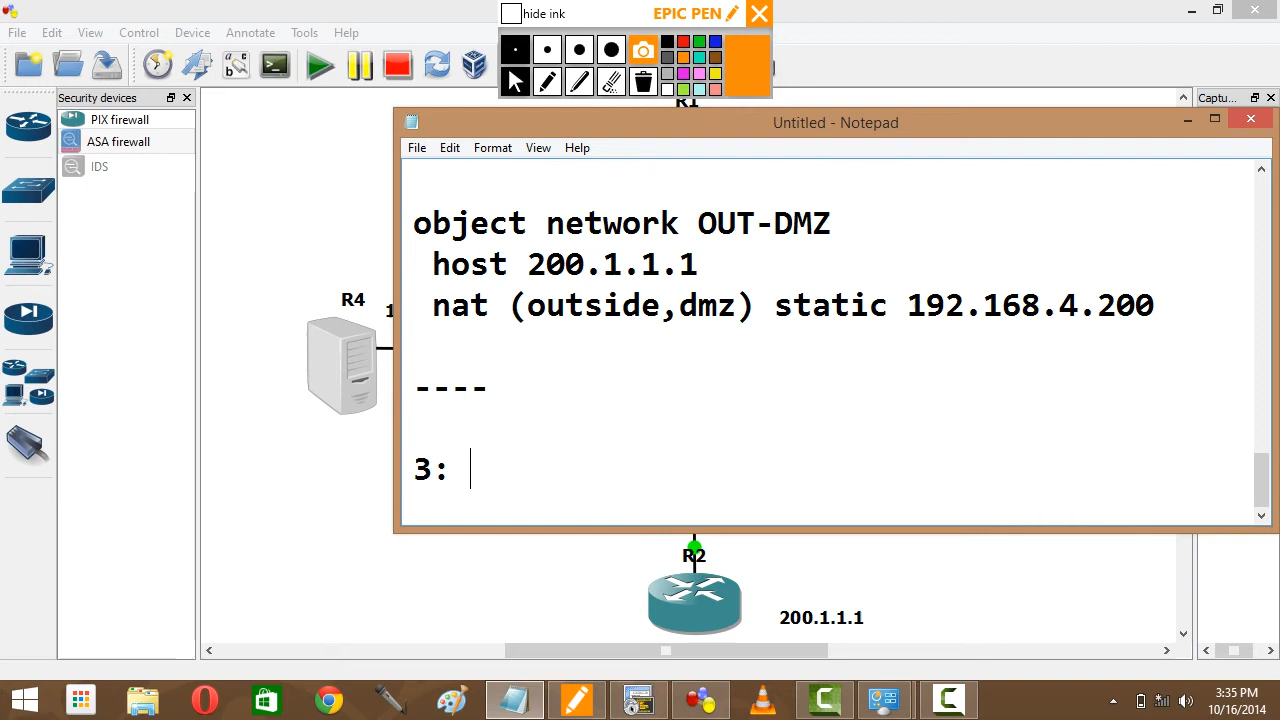 hide ink
EPIC PEN
File Edit View Control Device Annotate Tools Help
Security devices
Captu...
PIX firewall
ASA firewall
IDS
R1
Untitled - Notepad
File Edit Format View Help
object network OUT-DMZ
host 200.1.1.1
nat (outside,dmz) static 192.168.4.200
----
3:
R4
1
R2
200.1.1.1
3:35 PM
10/16/2014